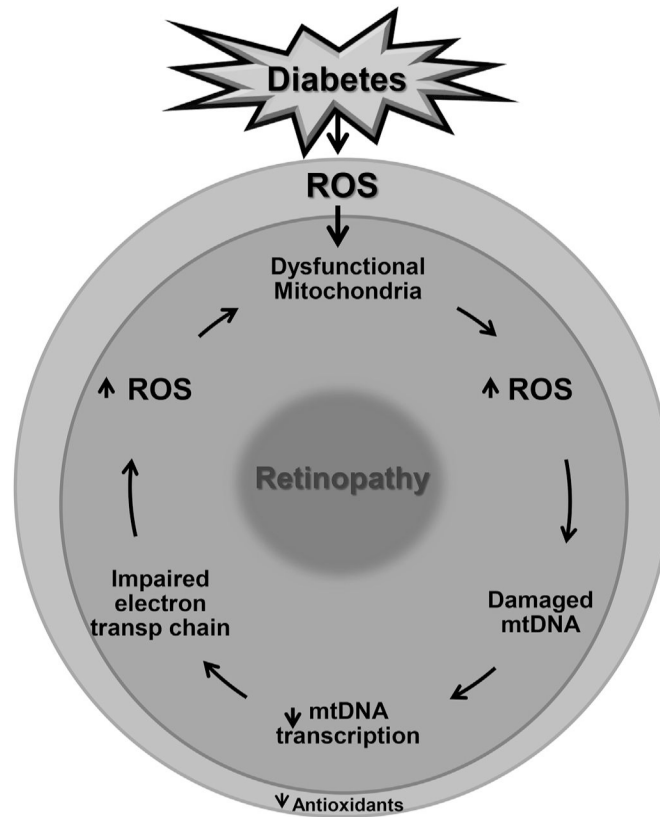 Diabetes
ROS
Dysfunctional
Mitochondria
↑ ROS
Damaged
mtDNA
↓ mtDNA
transcription
Impaired
electron
transp chain
↑ ROS
Retinopathy
↓ Antioxidants